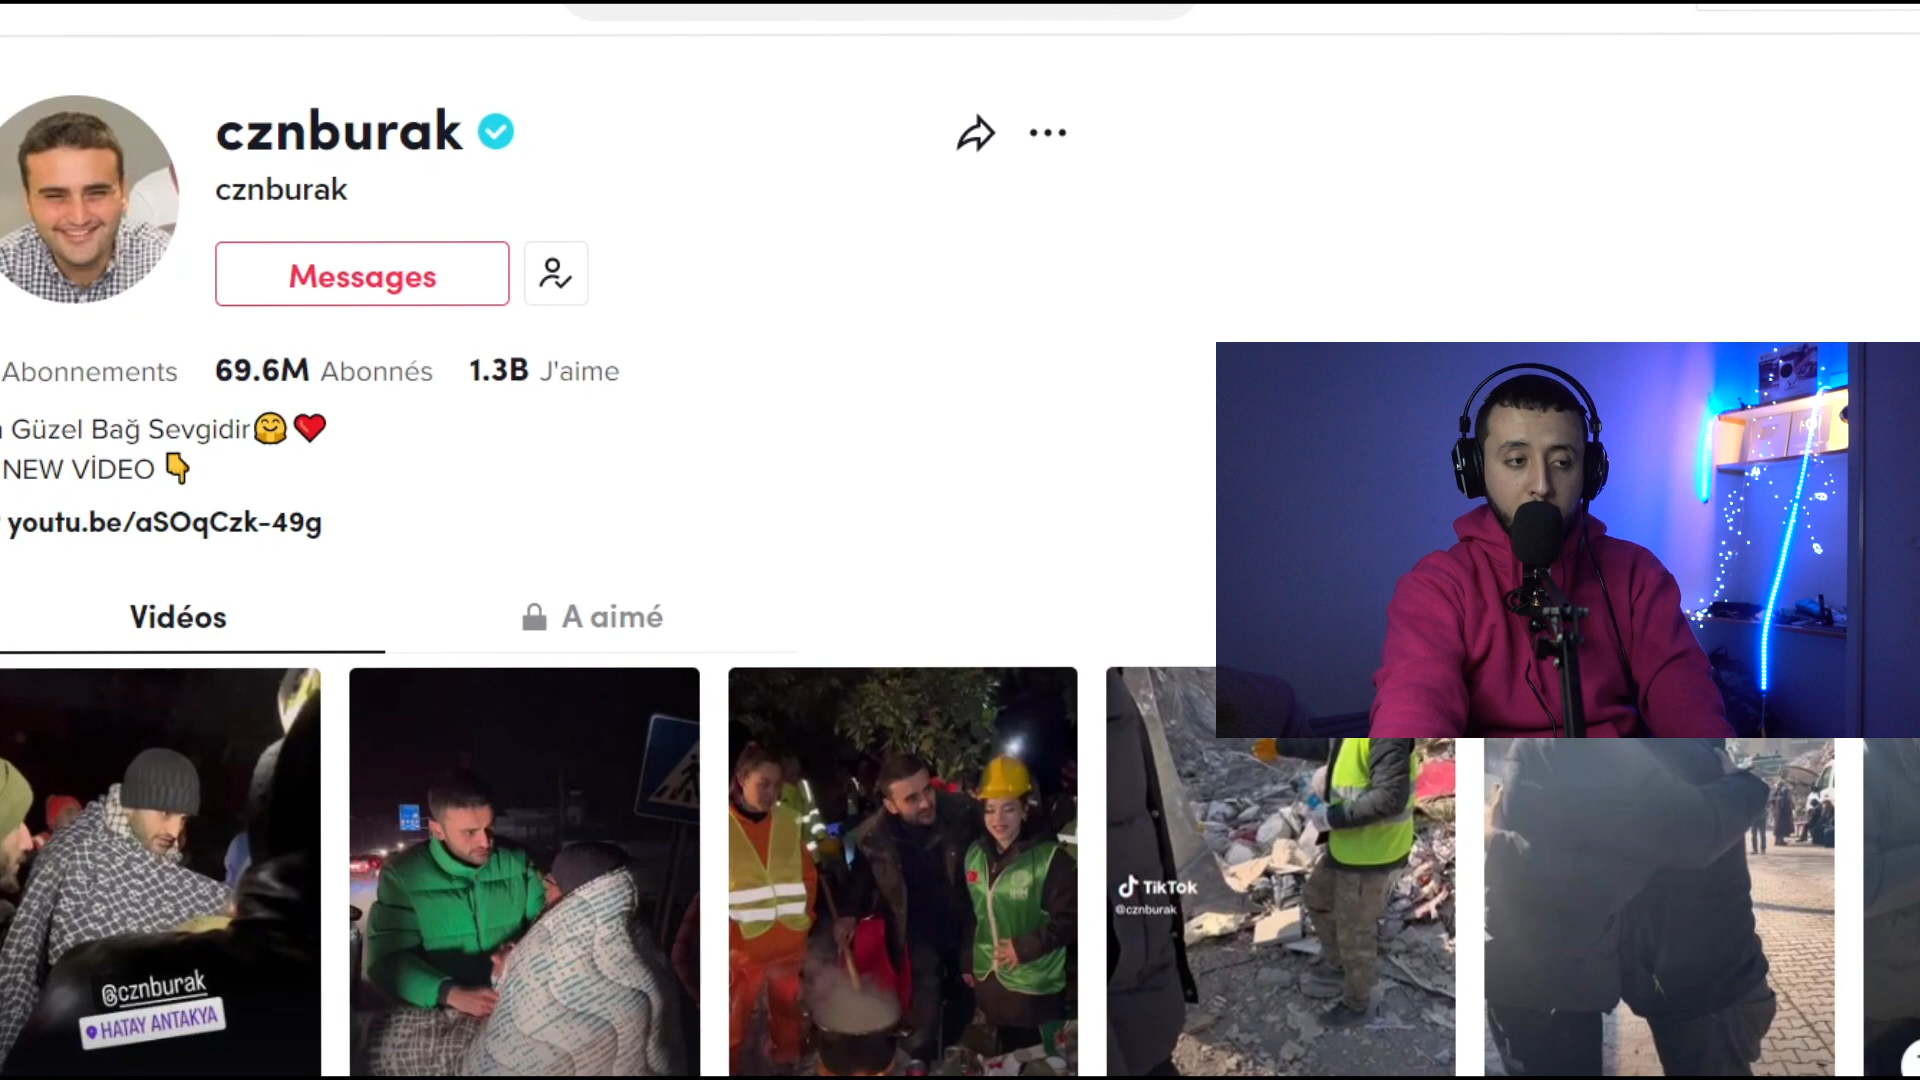 cznburak
cznburak
Messages
Abonnements 69.6M Abonnés 1.3B J'aime
Güzel Bağ Sevgidir🤗❤️
NEW VİDEO 👇
youtu.be/aSOqCzk-49g
Vidéos A aimé
@cznburak
HATAY ANTAKYA
TikTok
@cznburak